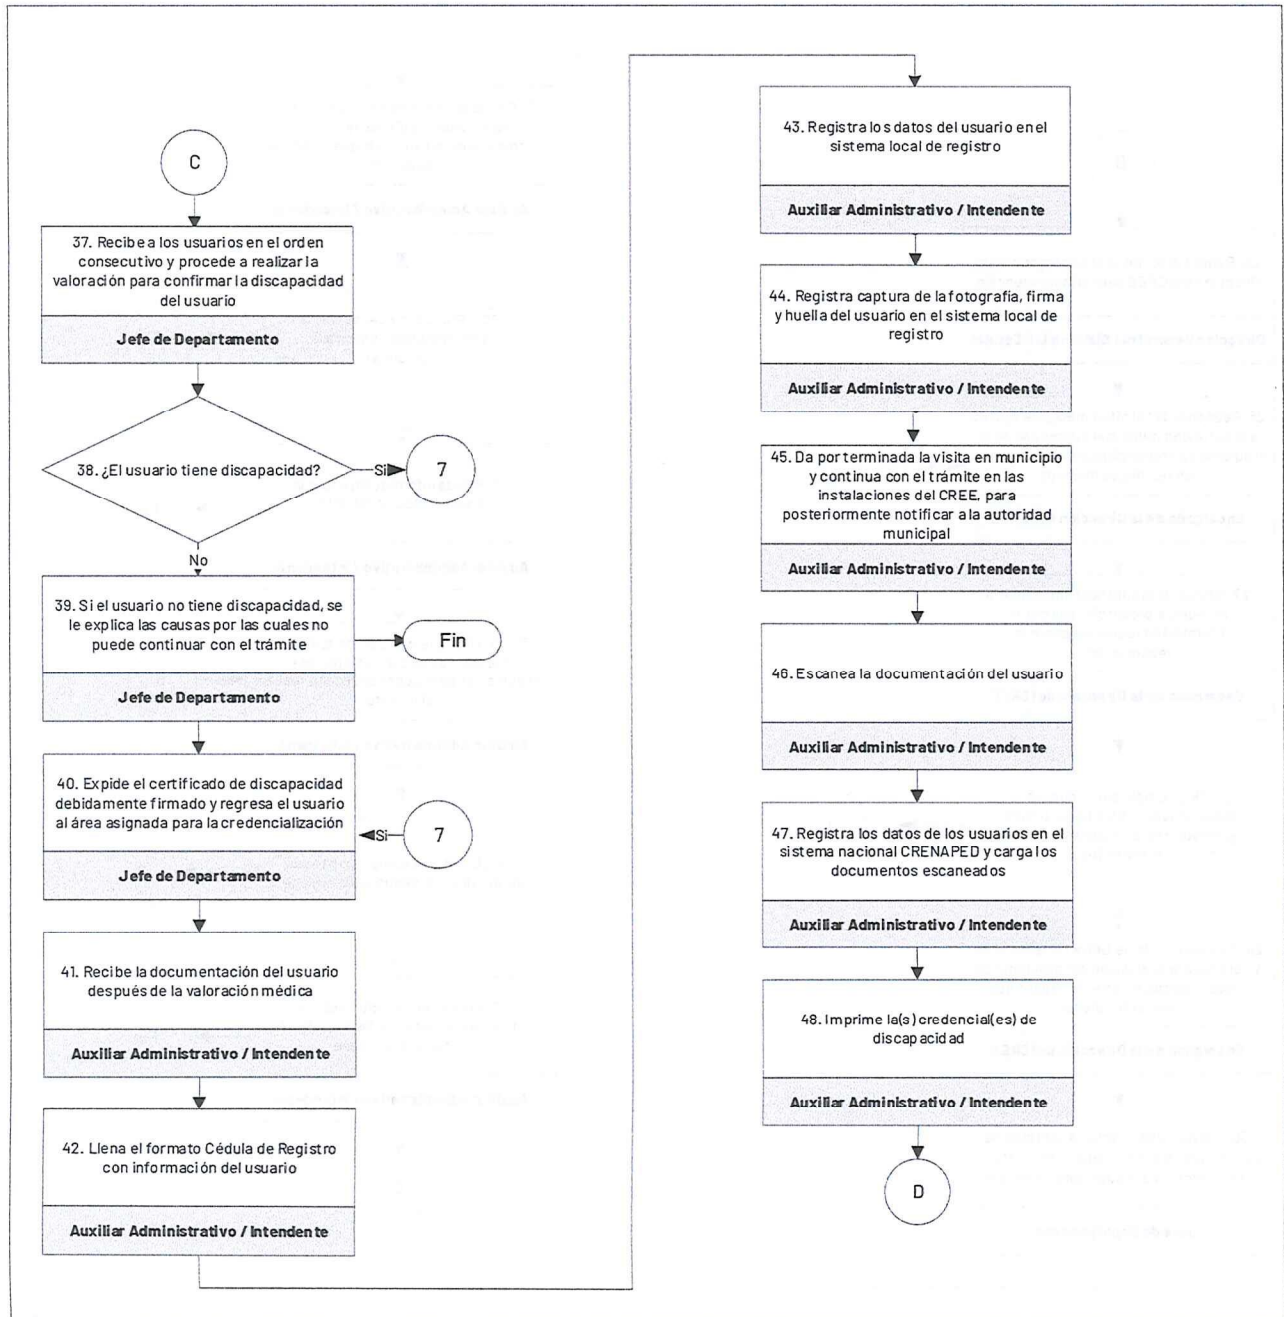 C
37. Recibe a los usuarios en el orden
consecutivo y procede a realizar la
valoración para confirmar la discapacidad
del usuario
Jefe de Departamento
38. ¿El usuario tiene discapacidad?
Si
7
No
39. Si el usuario no tiene discapacidad, se
le explica las causas por las cuales no
puede continuar con el trámite
Fin
Jefe de Departamento
40. Expide el certificado de discapacidad
debidamente firmado y regresa el usuario
al área asignada para la credencialización
Si
7
Jefe de Departamento
41. Recibe la documentación del usuario
después de la valoración médica
Auxiliar Administrativo / Intendente
42. Llena el formato Cédula de Registro
con información del usuario
Auxiliar Administrativo / Intendente
43. Registra los datos del usuario en el
sistema local de registro
Auxiliar Administrativo / Intendente
44. Registra captura de la fotografía, firma
y huella del usuario en el sistema local de
registro
Auxiliar Administrativo / Intendente
45. Da por terminada la visita en municipio
y continua con el trámite en las
instalaciones del CREE, para
posteriormente notificar a la autoridad
municipal
Auxiliar Administrativo / Intendente
46. Escanea la documentación del usuario
Auxiliar Administrativo / Intendente
47. Registra los datos de los usuarios en el
sistema nacional CRENAPED y carga los
documentos escaneados
Auxiliar Administrativo / Intendente
48. Imprime la(s) credencial(es) de
discapacidad
Auxiliar Administrativo / Intendente
D